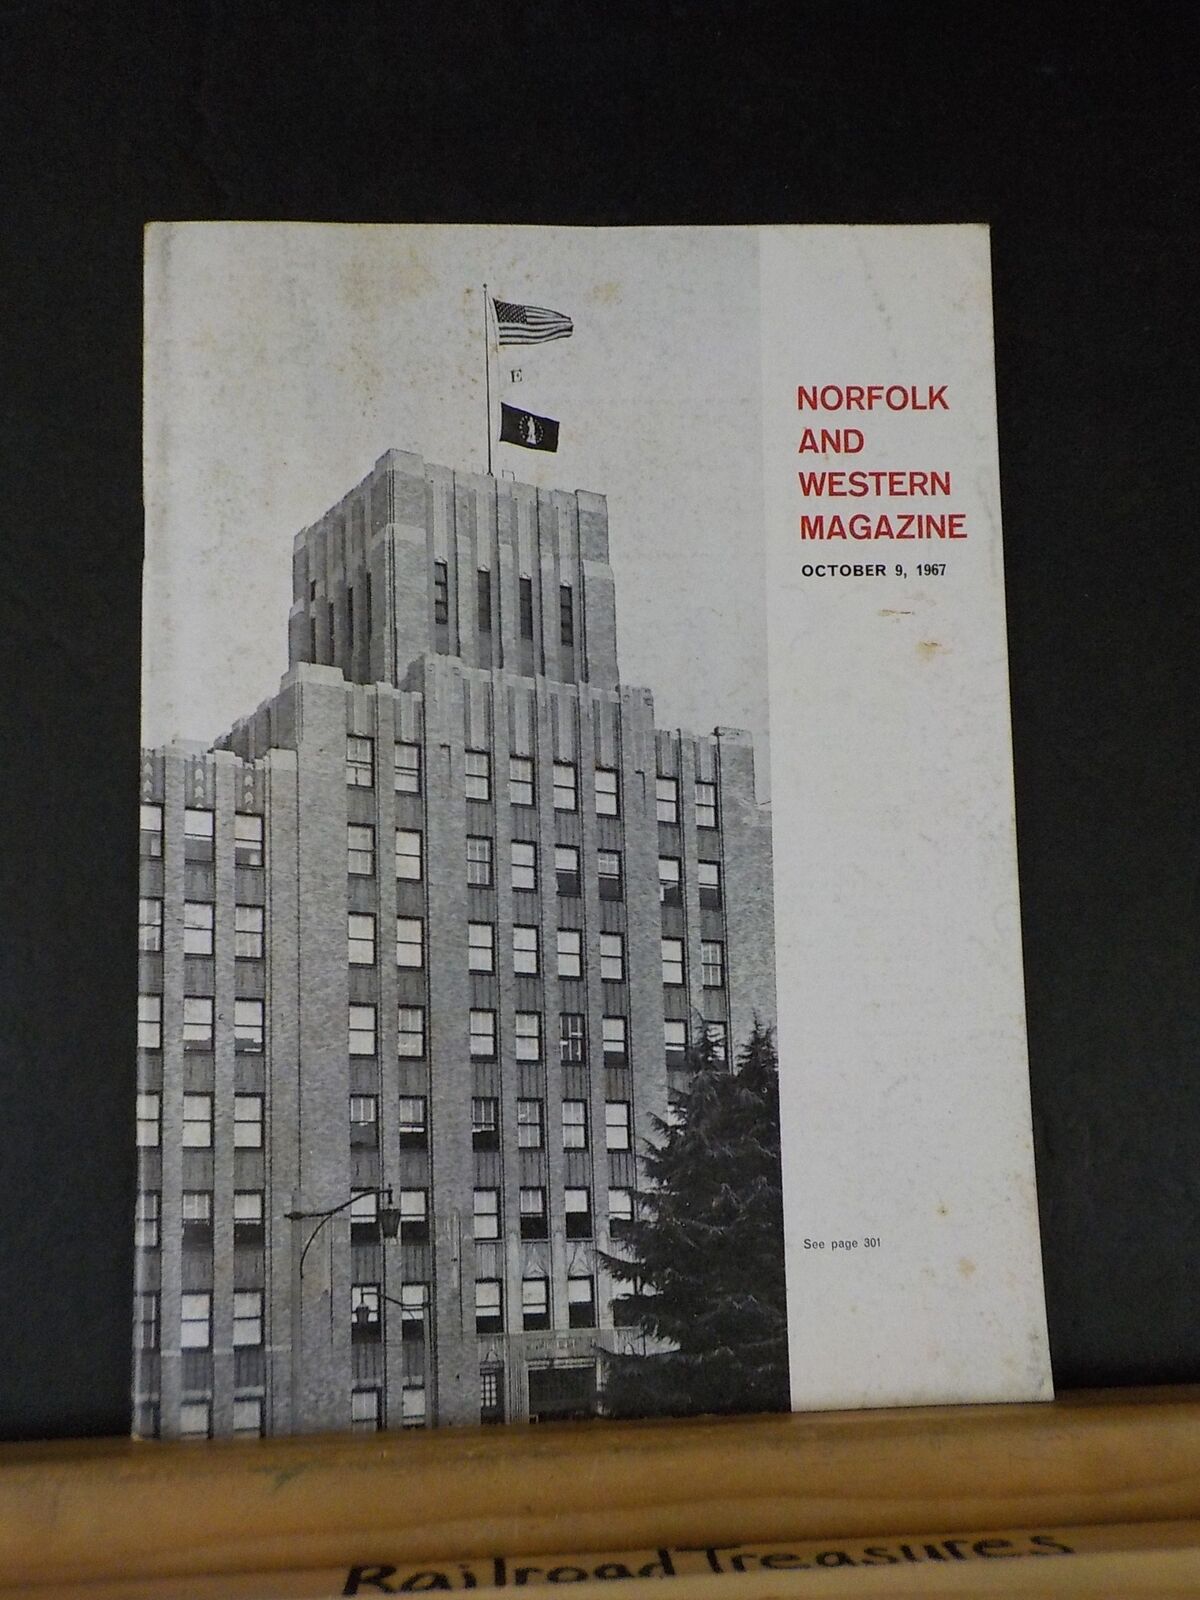 E
NORFOLK
AND
WESTERN
MAGAZINE
OCTOBER 9, 1967
See page 301
Railroad Treasures